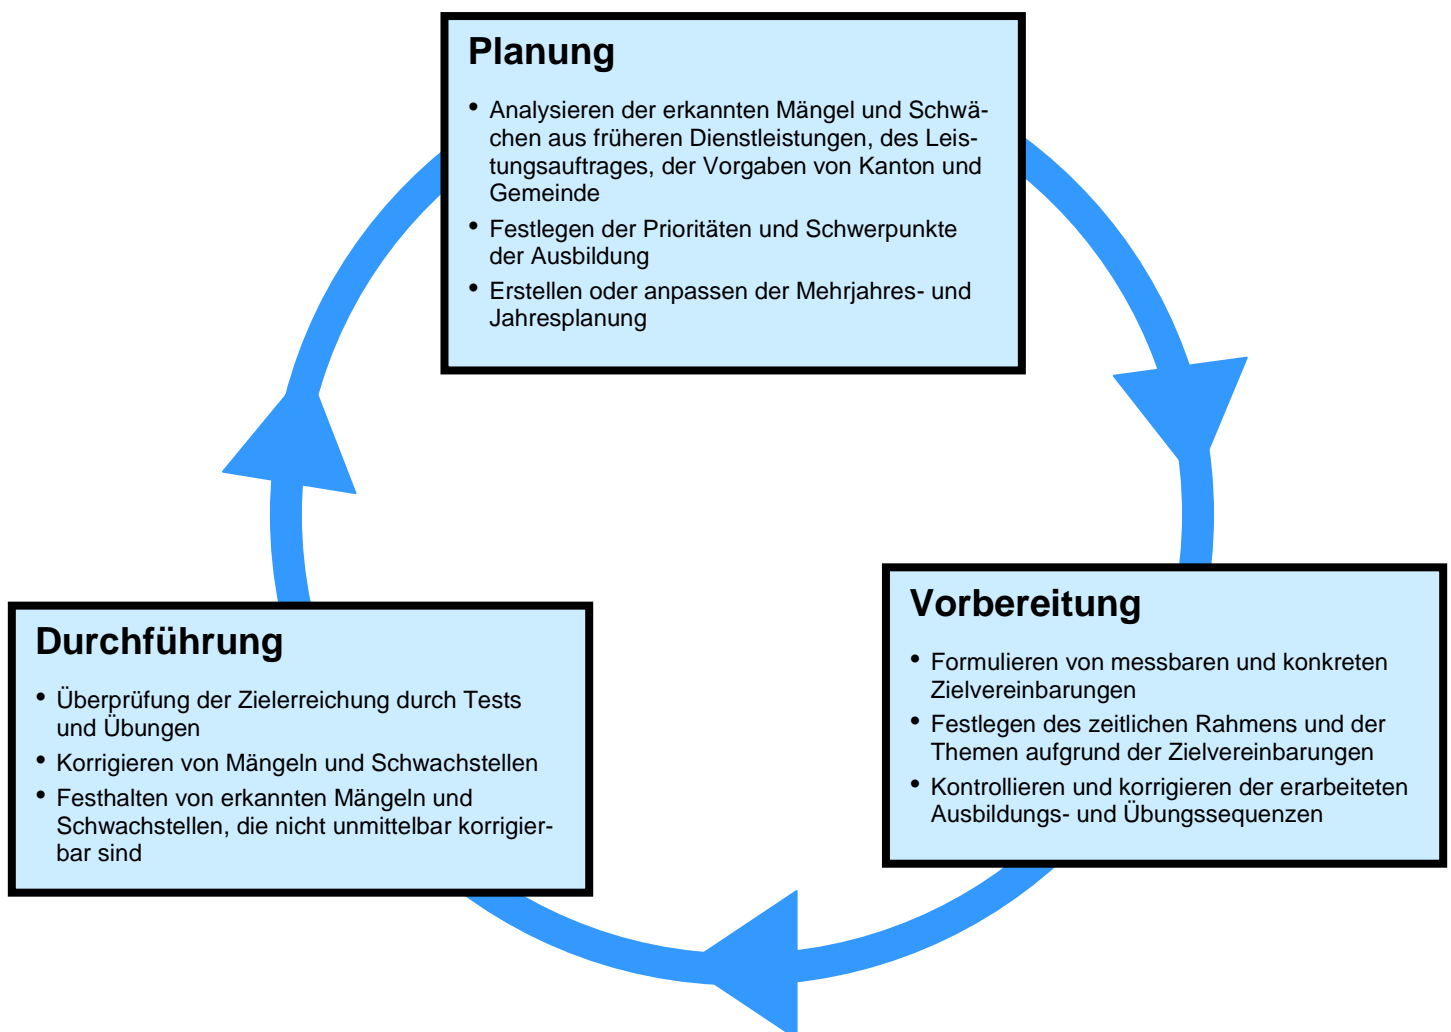 Planung
• Analysieren der erkannten Mängel und Schwä-
chen aus früheren Dienstleistungen, des Leis-
tungsauftrages, der Vorgaben von Kanton und
Gemeinde
• Festlegen der Prioritäten und Schwerpunkte
der Ausbildung
• Erstellen oder anpassen der Mehrjahres- und
Jahresplanung
Vorbereitung
• Formulieren von messbaren und konkreten
Zielvereinbarungen
• Festlegen des zeitlichen Rahmens und der
Themen aufgrund der Zielvereinbarungen
• Kontrollieren und korrigieren der erarbeiteten
Ausbildungs- und Übungssequenzen
Durchführung
• Überprüfung der Zielerreichung durch Tests
und Übungen
• Korrigieren von Mängeln und Schwachstellen
• Festhalten von erkannten Mängeln und
Schwachstellen, die nicht unmittelbar korrigier-
bar sind